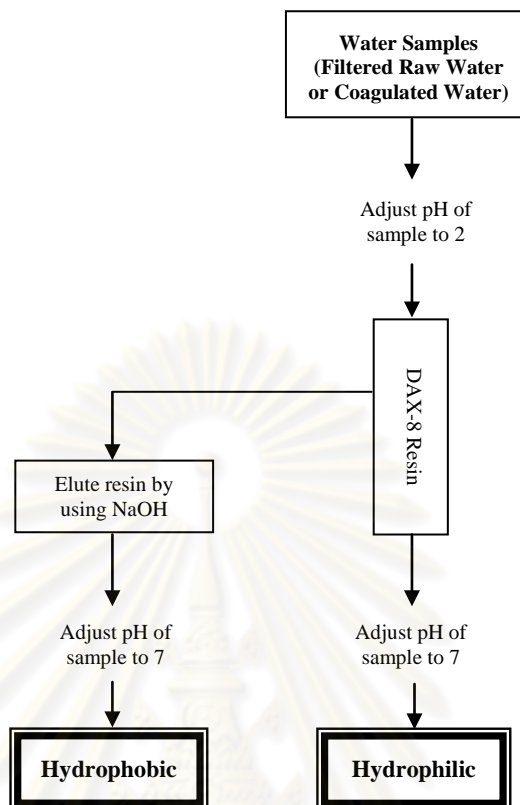 Water Samples
(Filtered Raw Water
or Coagulated Water)
Adjust pH of
sample to 2
DAX-8 Resin
Elute resin by
using NaOH
Adjust pH of
sample to 7
Adjust pH of
sample to 7
Hydrophobic
Hydrophilic